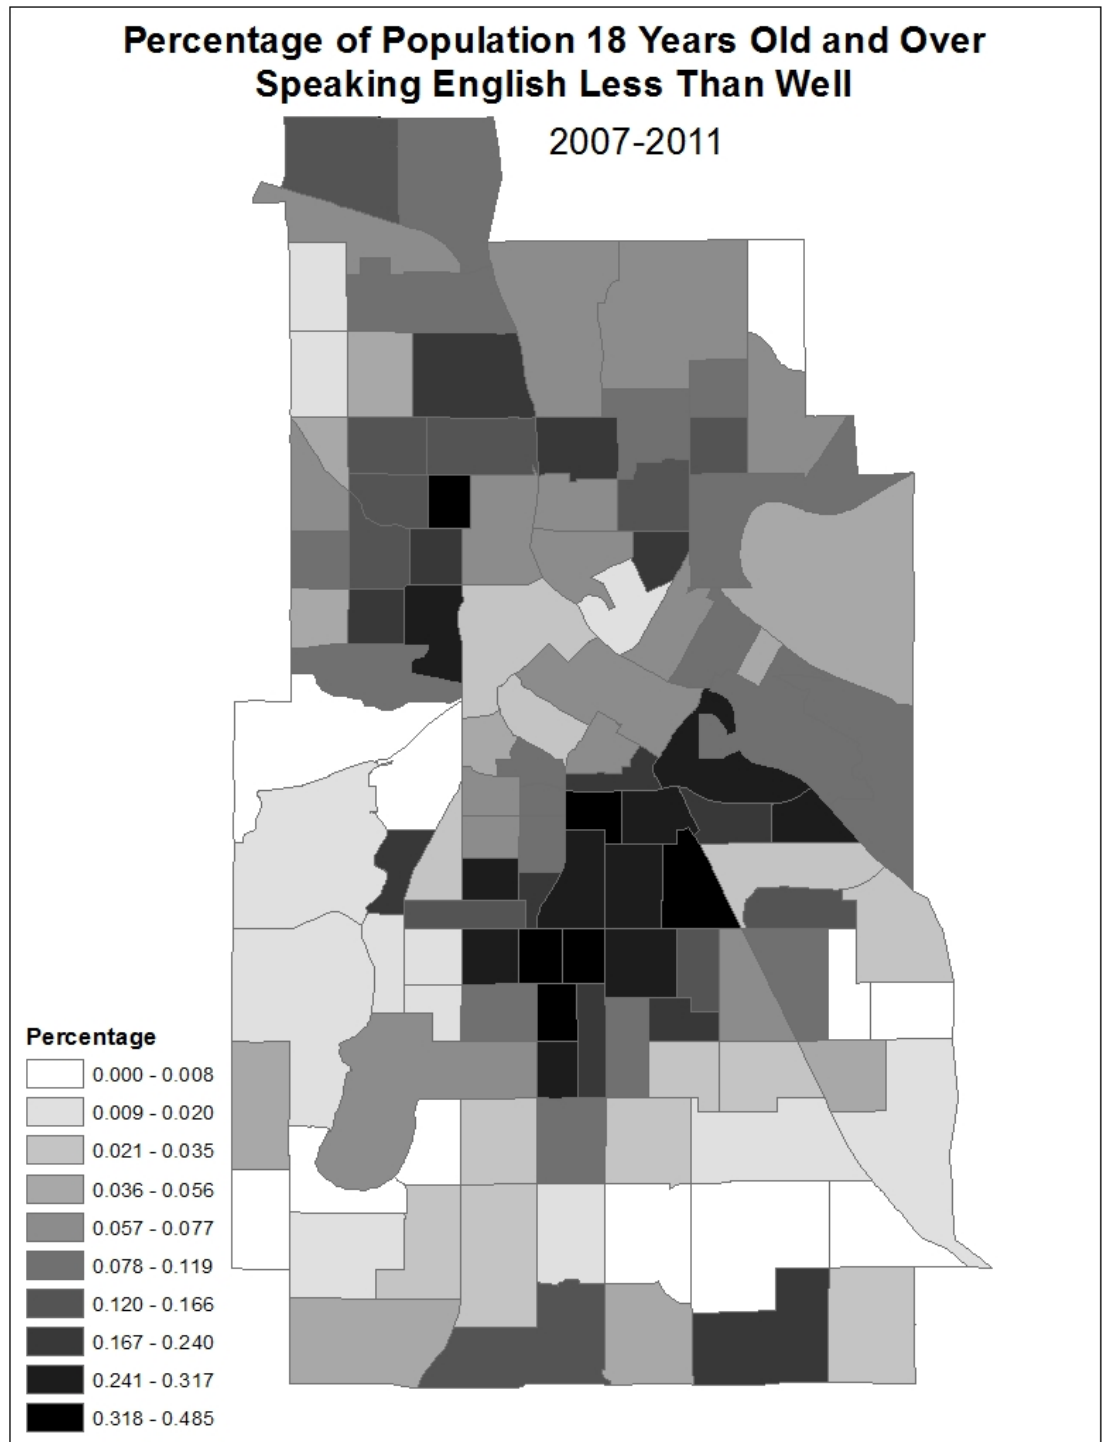 Percentage of Population 18 Years Old and Over
Speaking English Less Than Well
2007-2011
Percentage
0.000 - 0.008
0.009 - 0.020
0.021 - 0.035
0.036 - 0.056
0.057 - 0.077
0.078 - 0.119
0.120 - 0.166
0.167 - 0.240
0.241 - 0.317
0.318 - 0.485